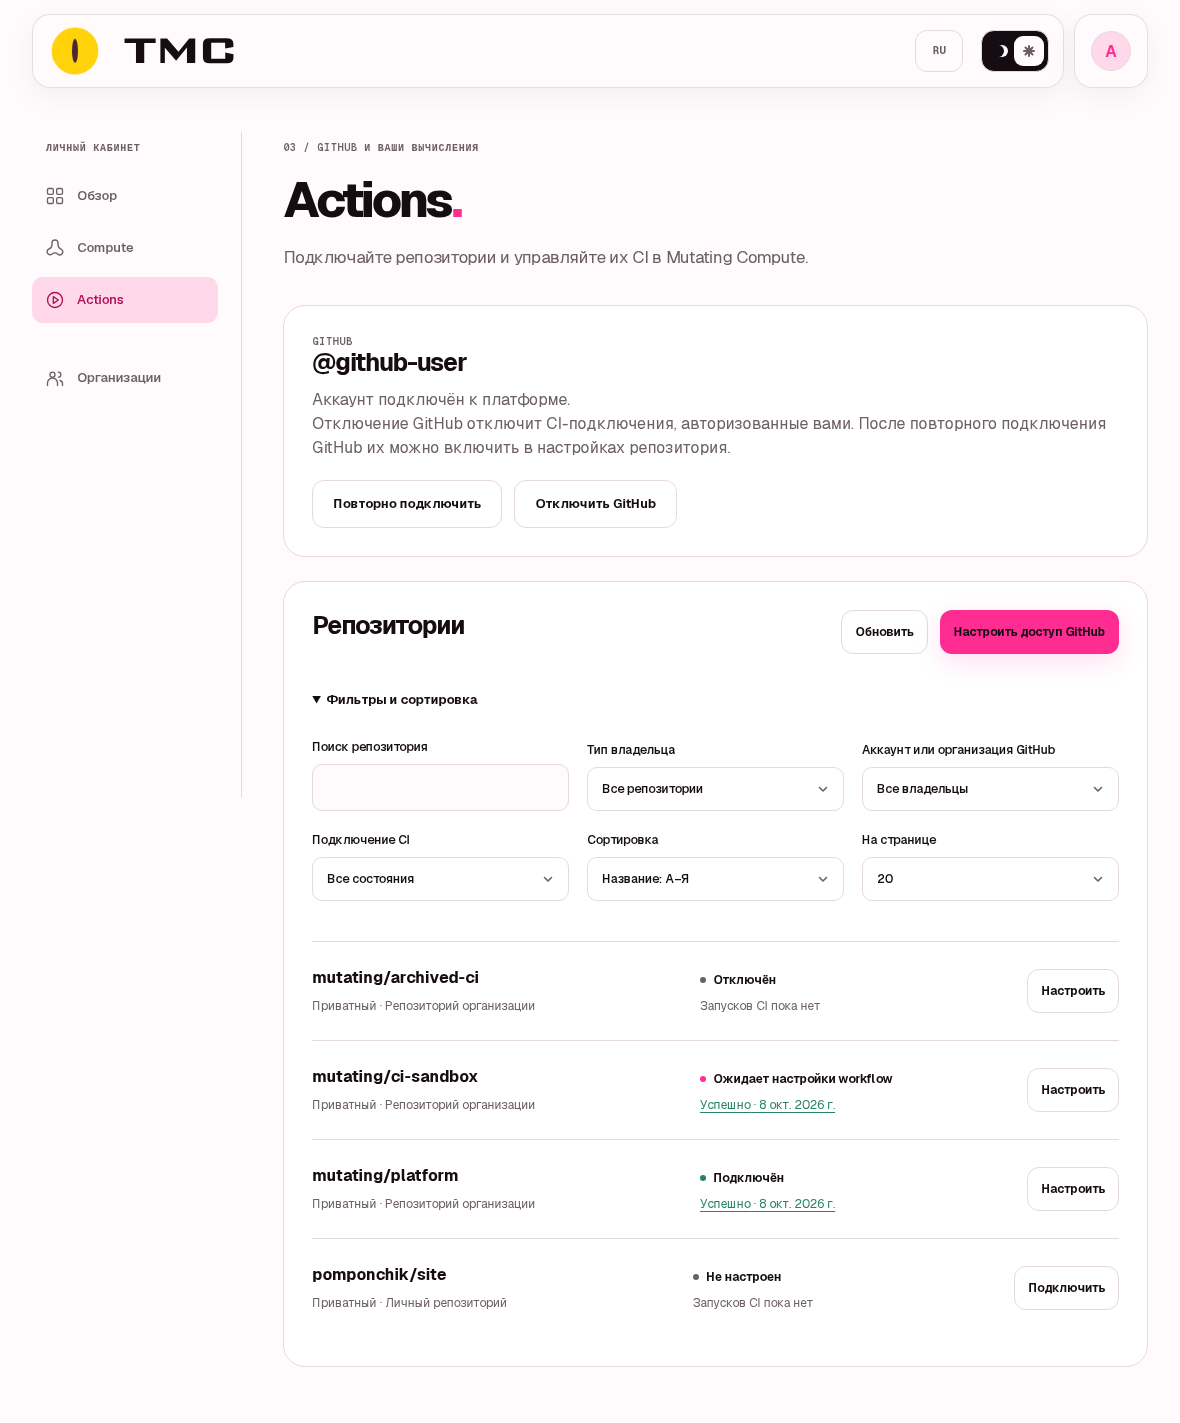 TMC
RU
A
ЛИЧНЫЙ КАБИНЕТ
Обзор
Compute
Actions
Организации
03 / GITHUB И ВАШИ ВЫЧИСЛЕНИЯ
Actions.
Подключайте репозитории и управляйте их CI в Mutating Compute.
GITHUB
@github-user
Аккаунт подключён к платформе.
Отключение GitHub отключит CI-подключения, авторизованные вами. После повторного подключения
GitHub их можно включить в настройках репозитория.
Повторно подключить
Отключить GitHub
Репозитории
Обновить
Настроить доступ GitHub
Фильтры и сортировка
Поиск репозитория
Тип владельца
Все репозитории
Аккаунт или организация GitHub
Все владельцы
Подключение CI
Все состояния
Сортировка
Название: А–Я
На странице
20
mutating/archived-ci
Приватный · Репозиторий организации
Отключён
Запусков CI пока нет
Настроить
mutating/ci-sandbox
Приватный · Репозиторий организации
Ожидает настройки workflow
Успешно · 8 окт. 2026 г.
Настроить
mutating/platform
Приватный · Репозиторий организации
Подключён
Успешно · 8 окт. 2026 г.
Настроить
pomponchik/site
Приватный · Личный репозиторий
Не настроен
Запусков CI пока нет
Подключить